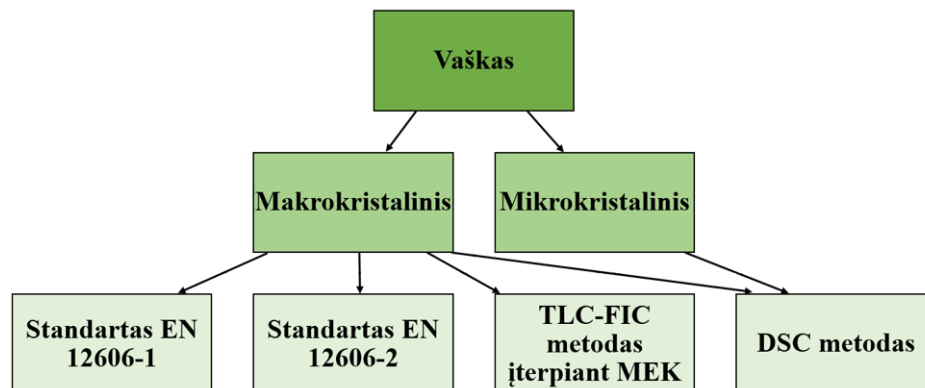 Vaškas
Makrokristalinis
Mikrokristalinis
Standartas EN
12606-1
Standartas EN
12606-2
TLC-FIC
metodas
įterpiant MEK
DSC metodas